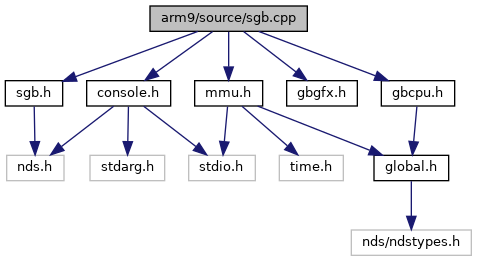 arm9/source/sgb.cpp
sgb.h
console.h
mmu.h
gbgfx.h
gbcpu.h
nds.h
stdarg.h
stdio.h
time.h
global.h
nds/ndstypes.h